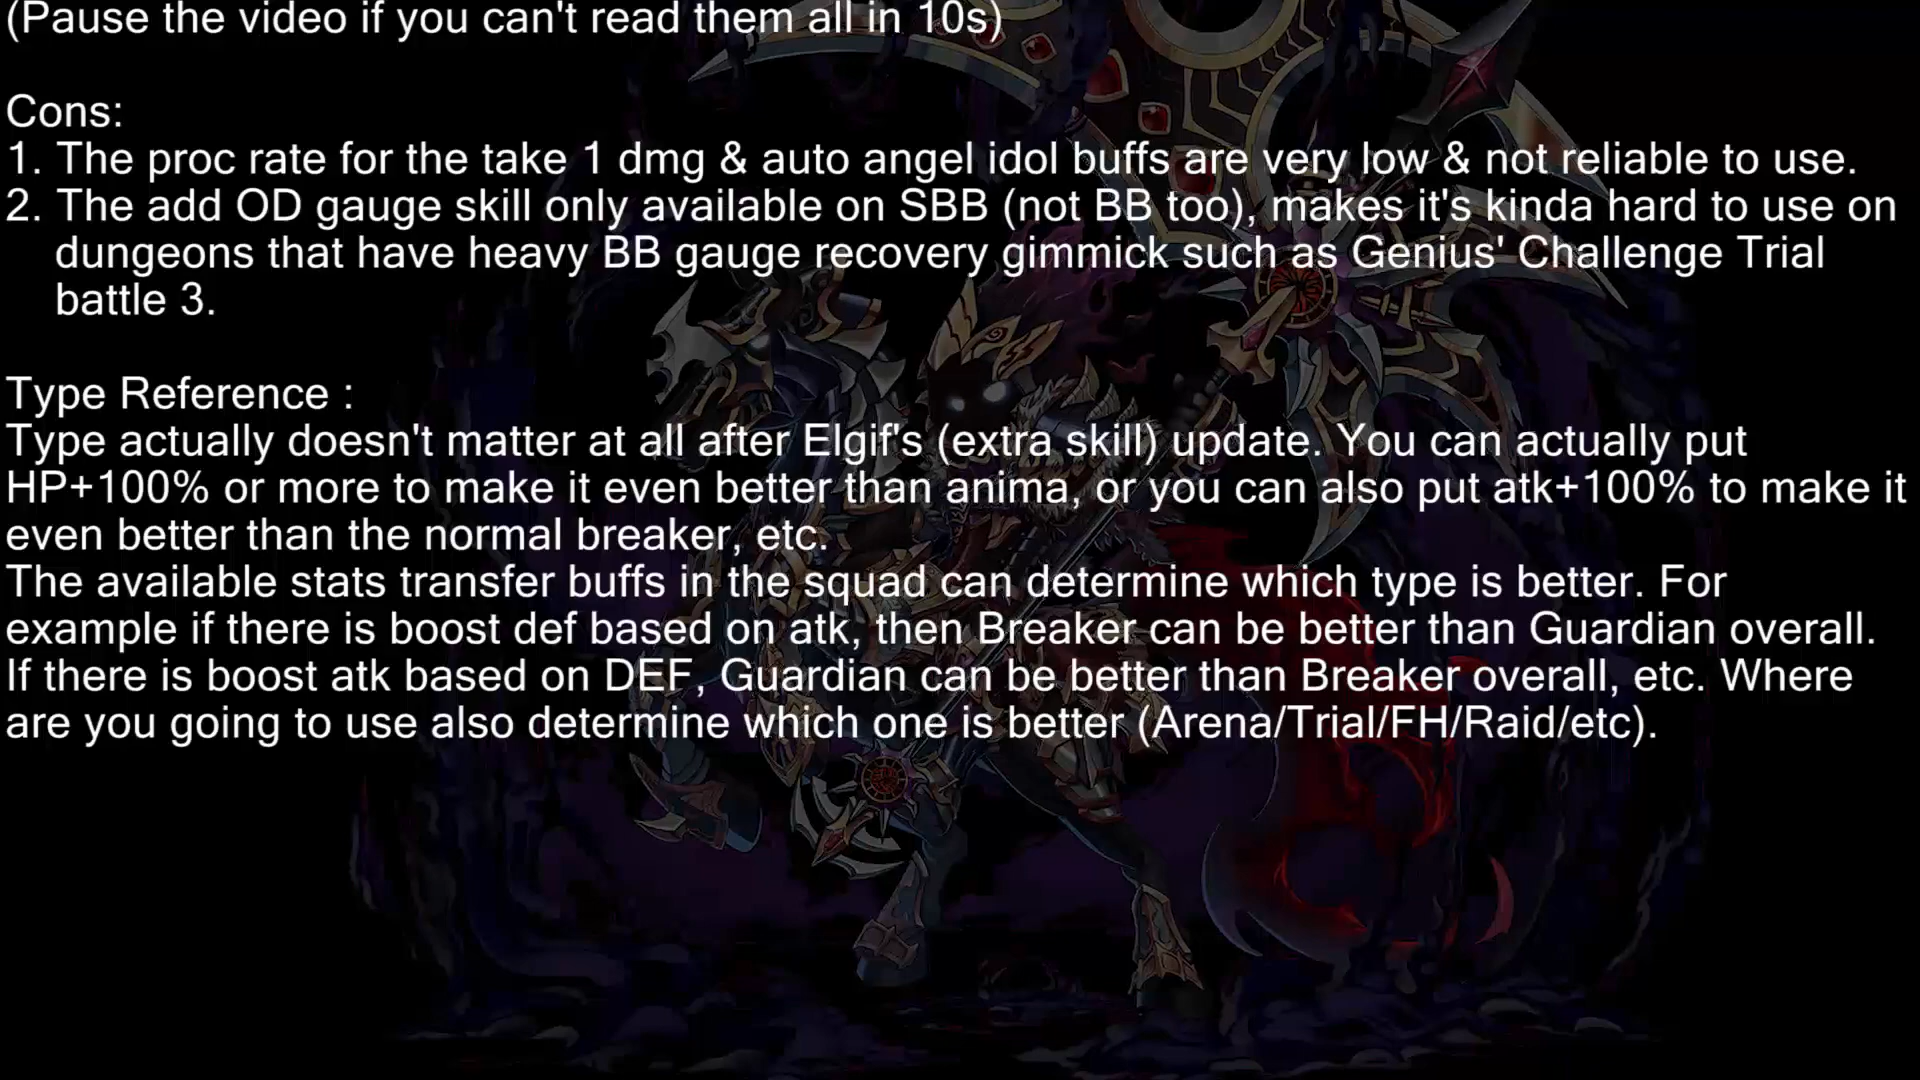 (Pause the video if you can't read them all in 10s)
Cons:
1. The proc rate for the take 1 dmg & auto angel idol buffs are very low & not reliable to use.
2. The add OD gauge skill only available on SBB (not BB too), makes it's kinda hard to use on
dungeons that have heavy BB gauge recovery gimmick such as Genius' Challenge Trial
battle 3.
Type Reference :
Type actually doesn't matter at all after Elgif's (extra skill) update. You can actually put
HP+100% or more to make it even better than anima, or you can also put atk+100% to make it
even better than the normal breaker, etc.
The available stats transfer buffs in the squad can determine which type is better. For
example if there is boost def based on atk, then Breaker can be better than Guardian overall.
If there is boost atk based on DEF, Guardian can be better than Breaker overall, etc. Where
are you going to use also determine which one is better (Arena/Trial/FH/Raid/etc).